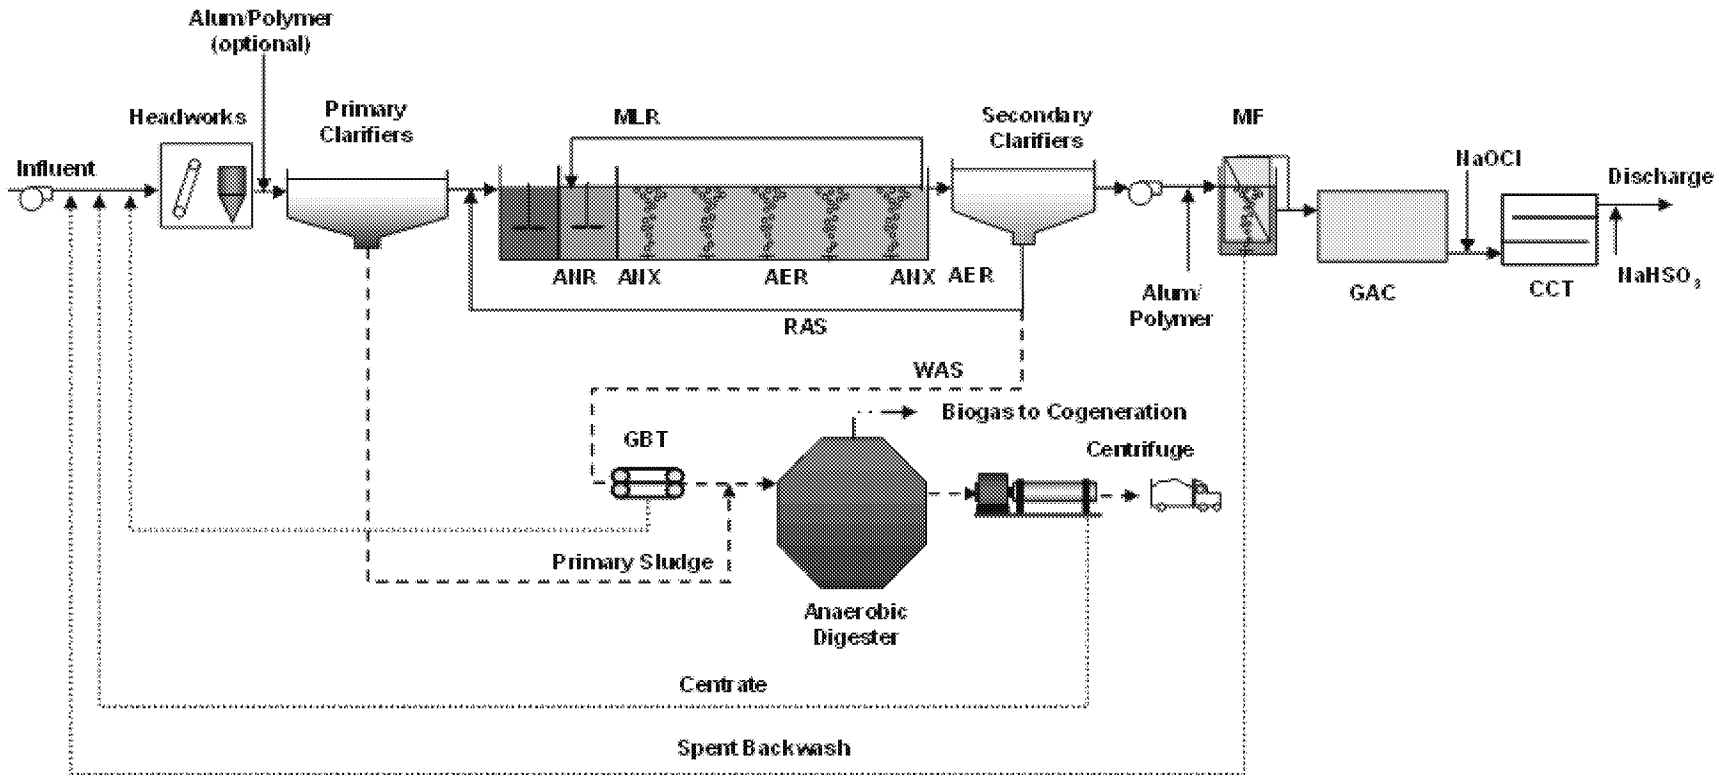 Alum/Polymer
(optional)
Headworks
Primary
Clarifiers
MLR
Secondary
Clarifiers
MF
NaOCl
Influent
Discharge
ANR
ANX
AER
ANX
AER
Alum/
Polymer
GAC
CCT
NaHSO3
RAS
WAS
Biogas to Cogeneration
GBT
Centrifuge
Primary Sludge
Anaerobic
Digester
Centrate
Spent Backwash